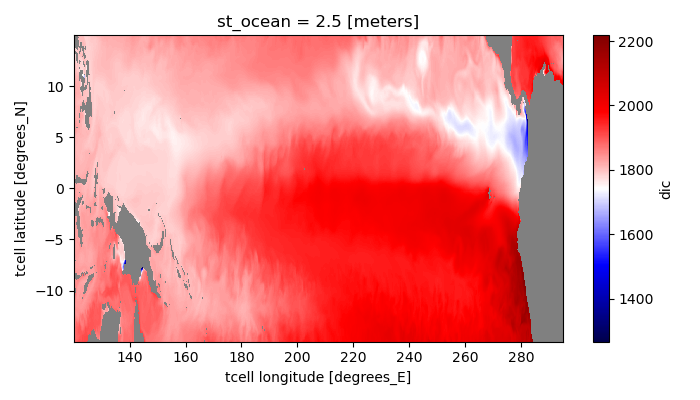 st_ocean = 2.5 [meters]
tcell latitude [degrees_N]
10
5
0
−5
−10
140 160 180 200 220 240 260 280
tcell longitude [degrees_E]
2200
2000
1800
1600
1400
dic